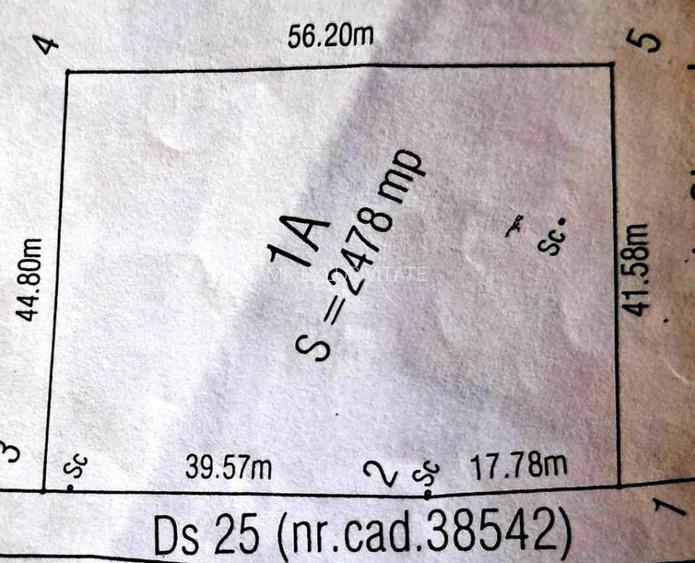 4
56.20m
5
1A
S =2478 mp
Sc.
44.80m
41.58m
3
Sc
39.57m
2
Sc
17.78m
1
Ds 25 (nr.cad.38542)